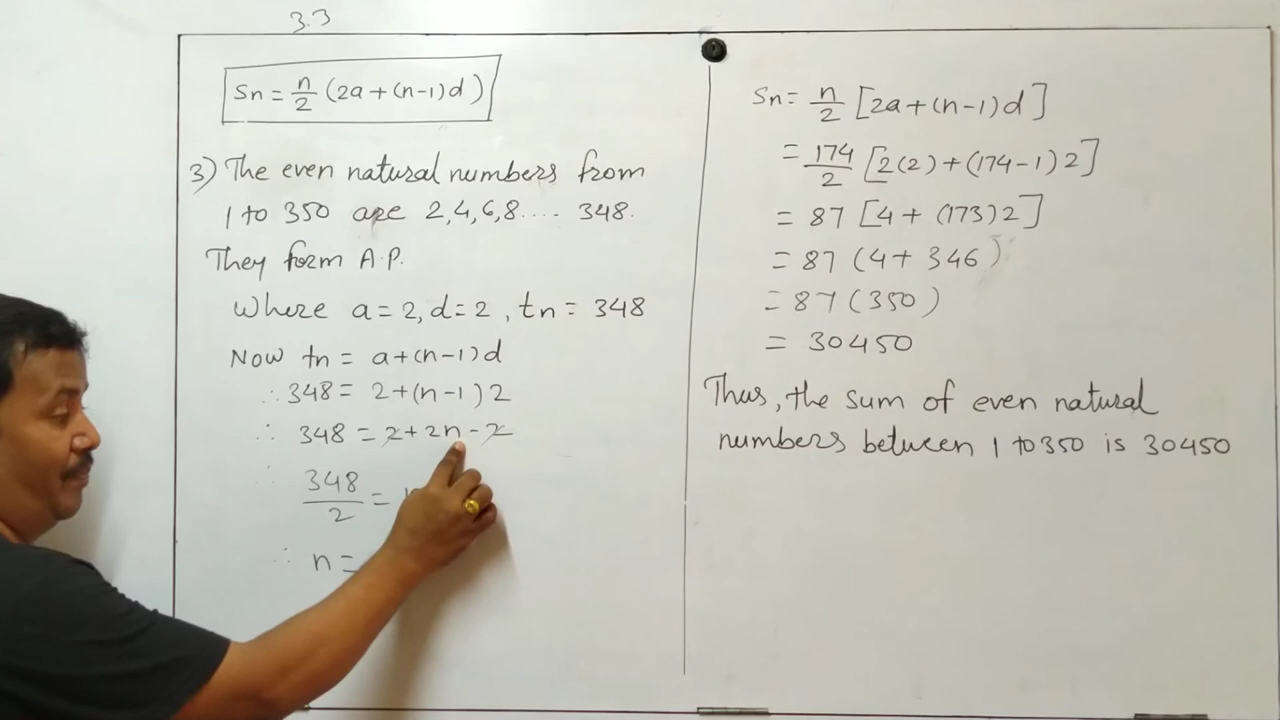 3.3
Sn = n/2 (2a + (n-1)d)
3) The even natural numbers from
1 to 350 are 2,4,6,8.... 348.
They form A.P.
Where a = 2, d = 2, tn = 348
Now tn = a + (n-1)d
∴ 348 = 2 + (n-1)2
∴ 348 = 2 + 2n - 2
∴ 348/2 =
∴ n =
Sn = n/2 [2a + (n-1)d]
= 174/2 [2(2) + (174-1)2]
= 87 [4 + (173)2]
= 87 (4 + 346)
= 87 (350)
= 30450
Thus, the sum of even natural
numbers between 1 to 350 is 30450